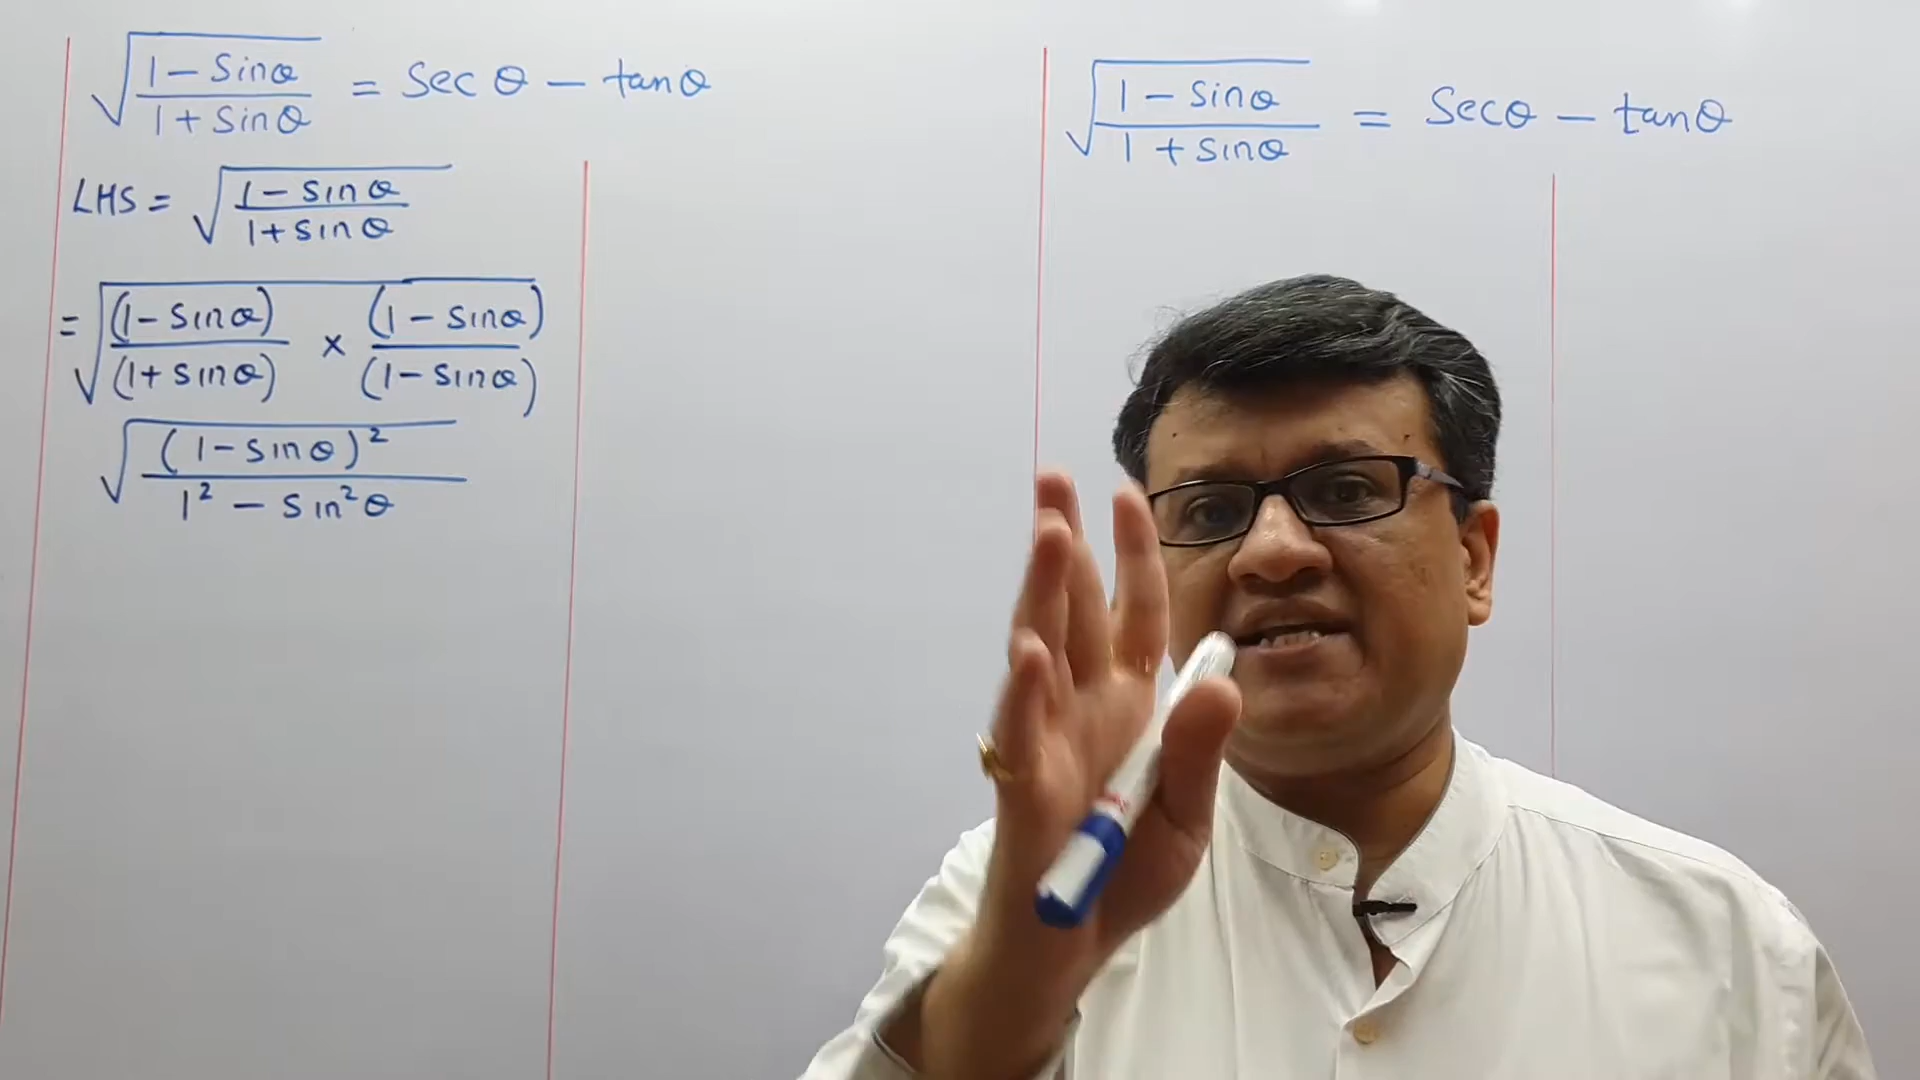 √((1 - Sinθ)/(1 + Sinθ)) = Sec θ - tanθ
LHS = √((1 - Sinθ)/(1 + Sinθ))
= √((1 - Sinθ)/(1 + Sinθ) × (1 - Sinθ)/(1 - Sinθ))
√((1 - Sinθ)²/(1² - Sin²θ))
√((1 - Sinθ)/(1 + Sinθ)) = Secθ - tanθ